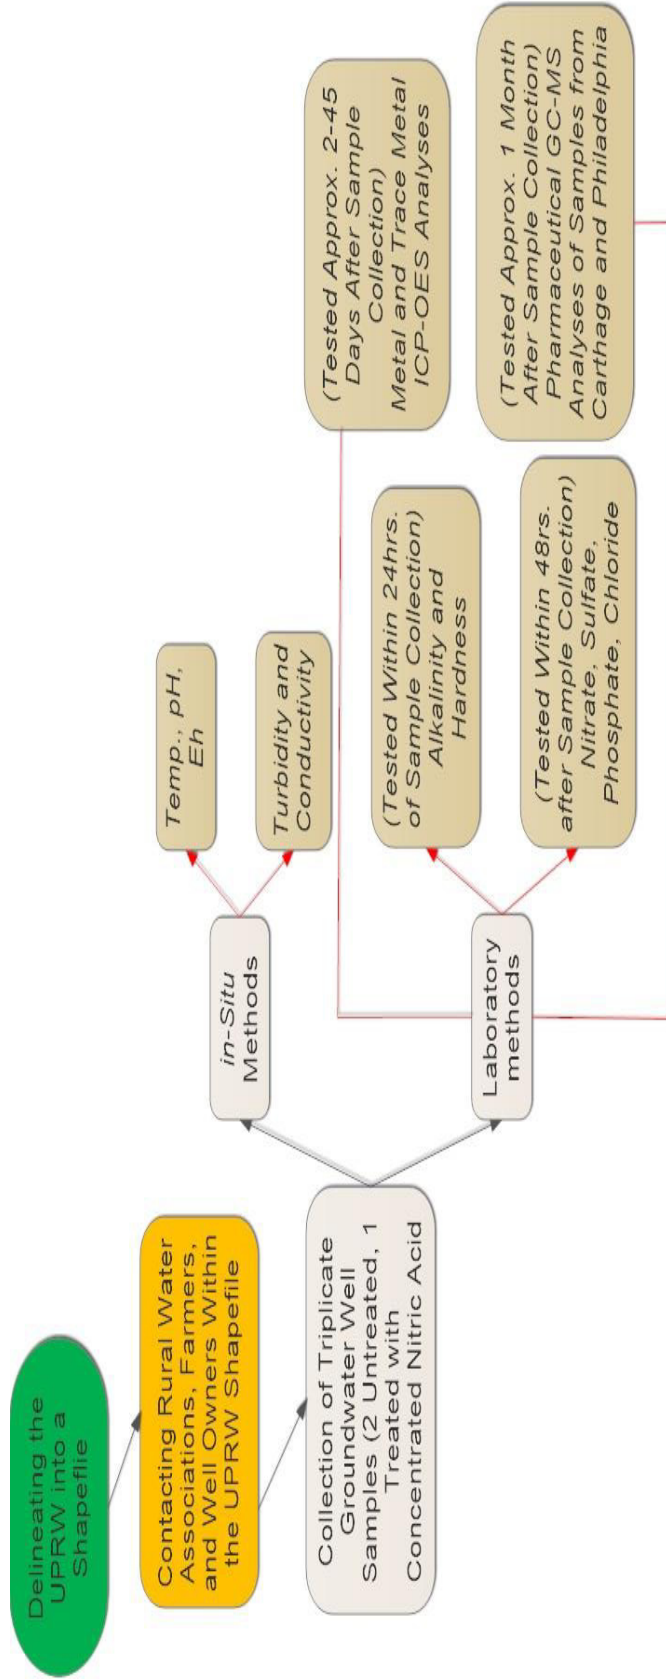 Delineating the
UPRW into a
Shapeflie
Contacting Rural Water
Associations, Farmers,
and Well Owners Within
the UPRW Shapefile
Collection of Triplicate
Groundwater Well
Samples (2 Untreated, 1
Treated with
Concentrated Nitric Acid
in-Situ
Methods
Laboratory
methods
Temp., pH,
Eh
Turbidity and
Conductivity
(Tested Within 24hrs.
of Sample Collection)
Alkalinity and
Hardness
(Tested Within 48rs.
after Sample Collection)
Nitrate, Sulfate,
Phosphate, Chloride
(Tested Approx. 2-45
Days After Sample
Collection)
Metal and Trace Metal
ICP-OES Analyses
(Tested Approx. 1 Month
After Sample Collection)
Pharmaceutical GC-MS
Analyses of Samples from
Carthage and Philadelphia